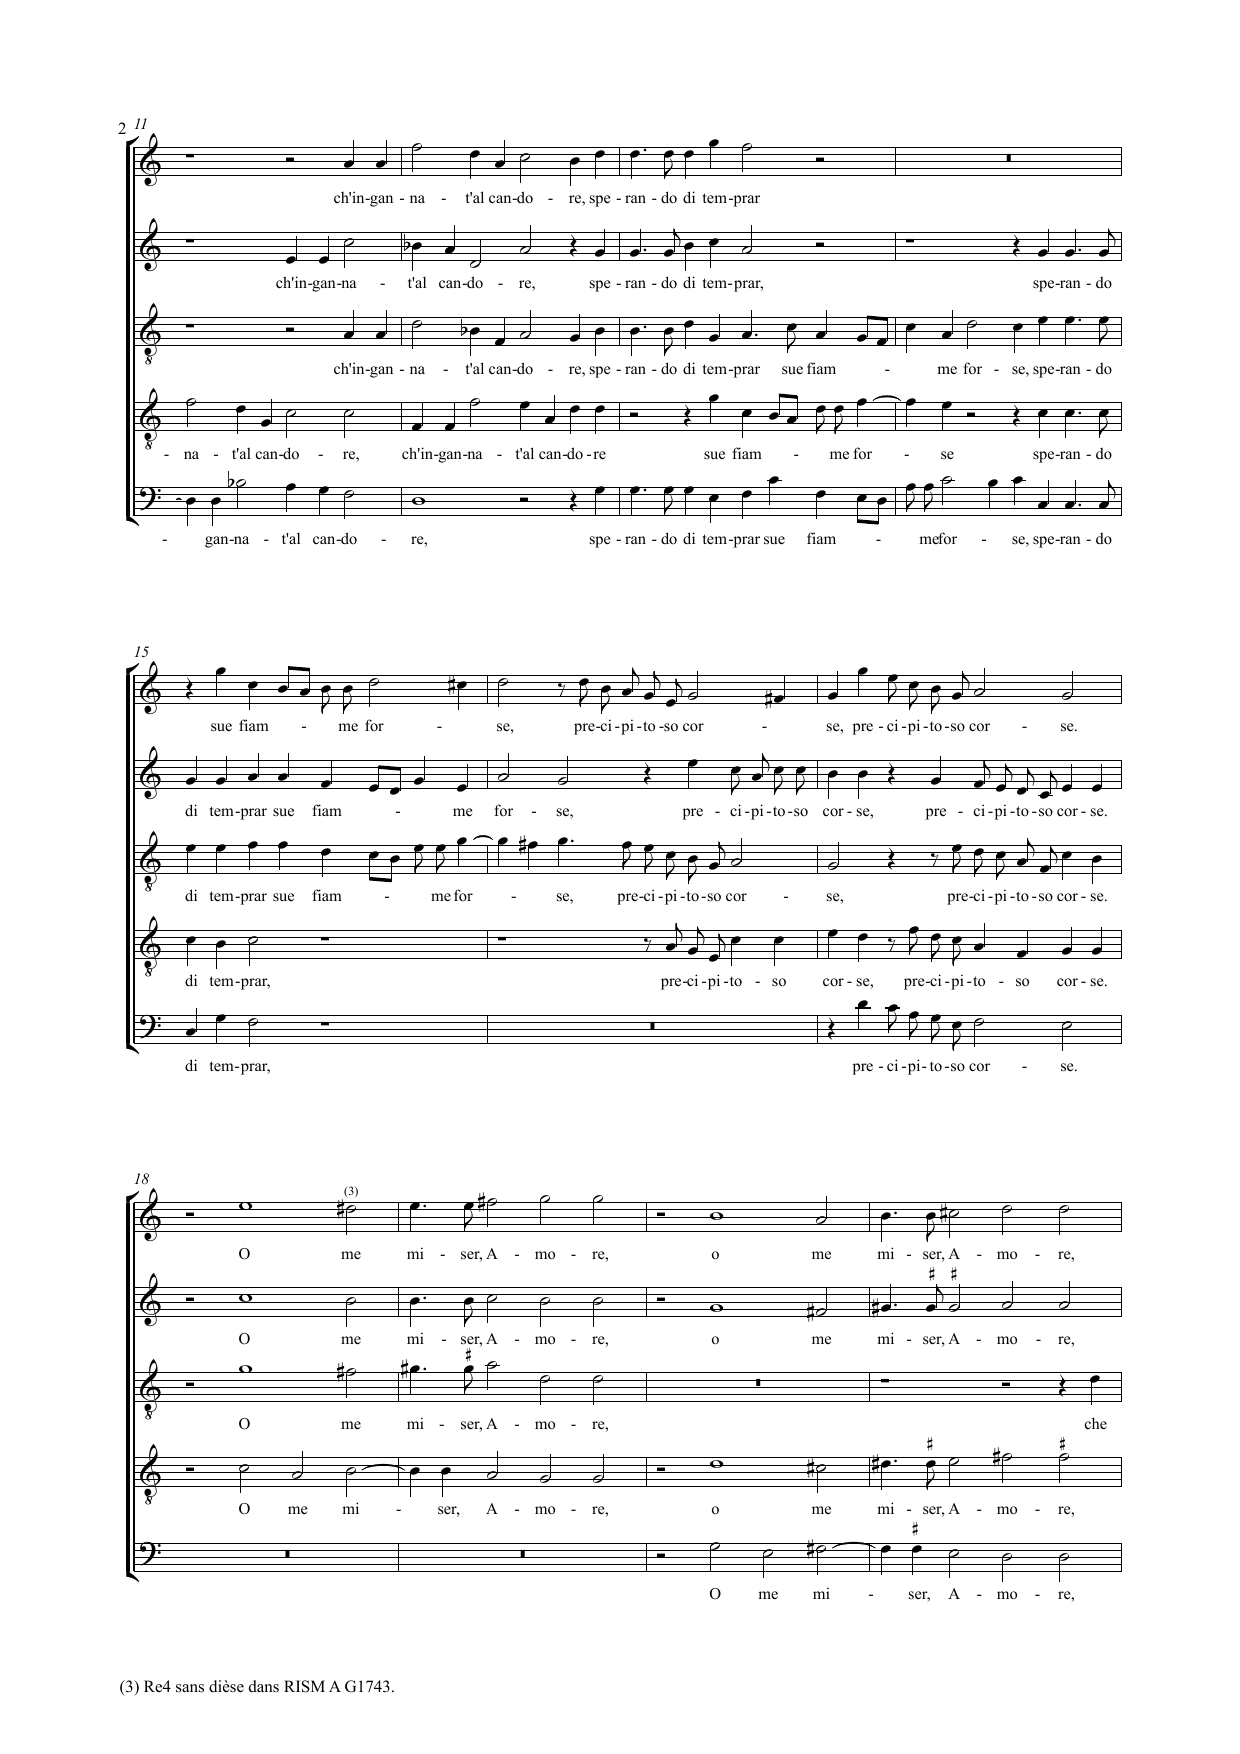 2 11
ch'in-gan - na - t'al can-do - re, spe - ran - do di tem-prar
ch'in-gan-na - t'al can-do - re, spe - ran - do di tem-prar, spe-ran - do
ch'in-gan - na - t'al can-do - re, spe - ran - do di tem-prar sue fiam - me for - se, spe-ran - do
- na - t'al can-do - re, ch'in-gan-na - t'al can-do-re sue fiam - me for - se spe-ran - do
- gan-na - t'al can-do - re, spe - ran - do di tem-prar sue fiam - mefor - se, spe-ran - do
15
sue fiam - me for - se, pre-ci-pi-to-so cor - se, pre-ci-pi-to-so cor - se.
di tem-prar sue fiam - me for - se, pre - ci-pi-to-so cor-se, pre - ci-pi-to-so cor-se.
di tem-prar sue fiam - me for - se, pre-ci-pi-to-so cor - se, pre-ci-pi-to-so cor-se.
di tem-prar, pre-ci-pi-to - so cor-se, pre-ci-pi-to - so cor-se.
di tem-prar, pre-ci-pi-to-so cor - se.
18
(3)
O me mi - ser, A - mo - re, o me mi - ser, A - mo - re,
O me mi - ser, A - mo - re, o me mi - ser, A - mo - re,
O me mi - ser, A - mo - re, che
O me mi - ser, A - mo - re, o me mi - ser, A - mo - re,
O me mi - ser, A - mo - re,
(3) Re4 sans dièse dans RISM A G1743.